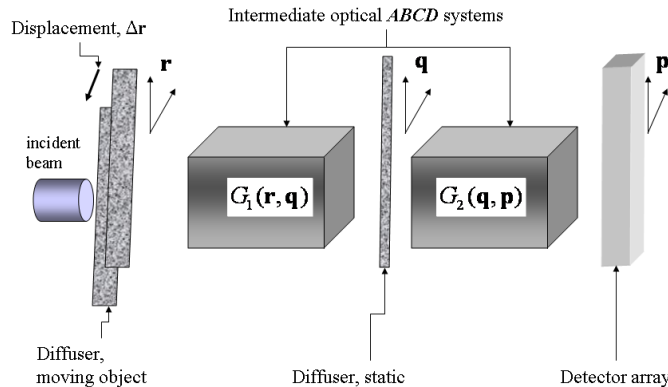 Intermediate optical ABCD systems
Displacement, Δr
r
q
p
incident
beam
G₁(r, q)
G₂(q, p)
Diffuser,
moving object
Diffuser, static
Detector array